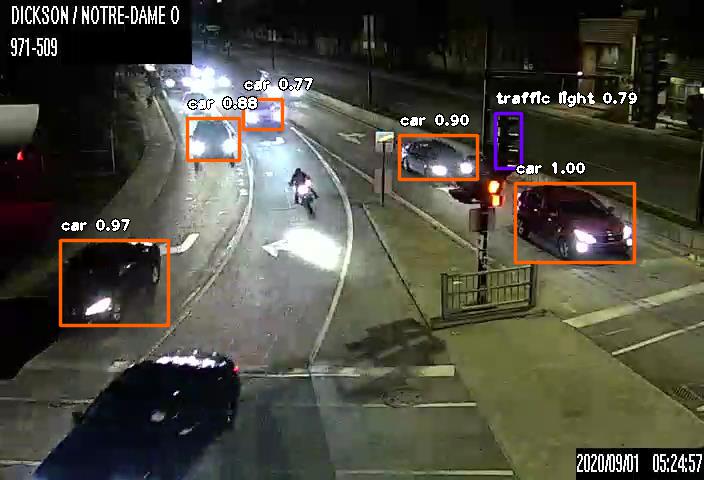 DICKSON / NOTRE-DAME O
971-509
car 0.77
car 0.88
traffic light 0.79
car 0.90
car 1.00
car 0.97
2020/09/01 05:24:57